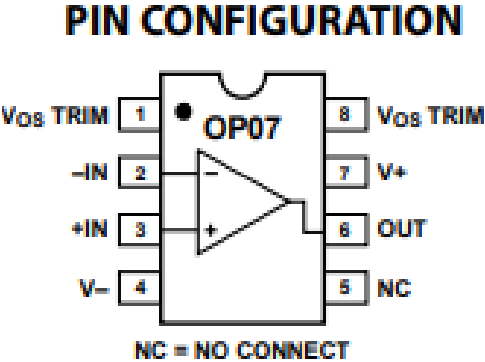 PIN CONFIGURATION
VOS TRIM 1 8 VOS TRIM
OP07
–IN 2 - 7 V+
+IN 3 + 6 OUT
V– 4 5 NC
NC = NO CONNECT